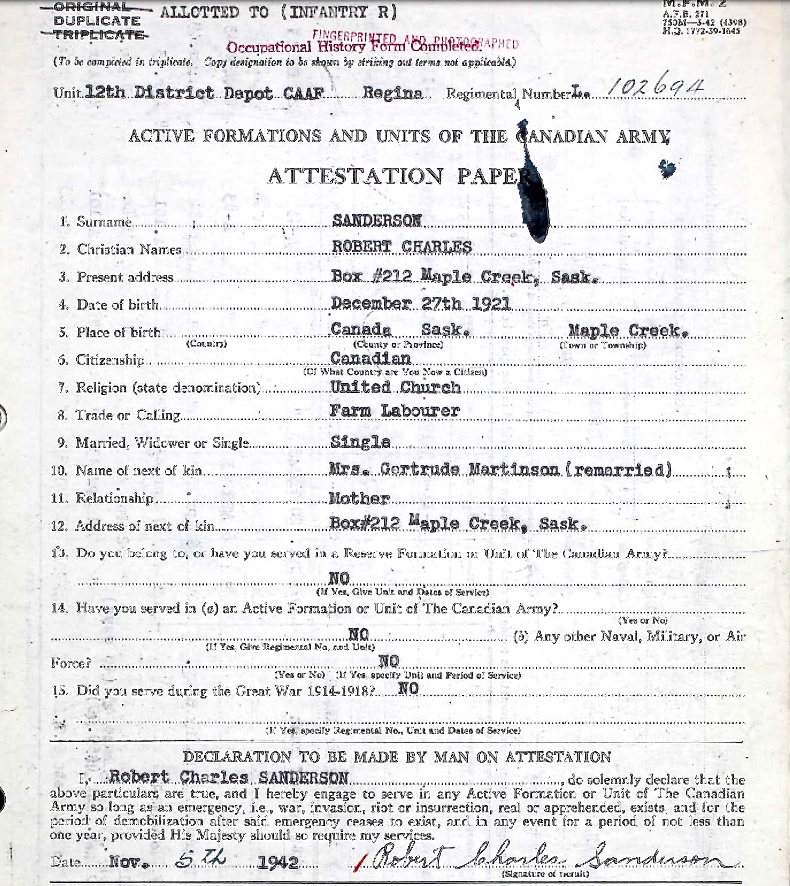 ORIGINAL
DUPLICATE
TRIPLICATE
ALLOTTED TO (INFANTRY R)
FINGERPRINTED AND PHOTOGRAPHED
Occupational History Form Completed.
M.F.M. 2
A.F.B. 271
750M—5-42 (4398)
H.Q. 1772-39-1645
(To be completed in triplicate. Copy designation to be shown by striking out terms not applicable.)
Unit 12th District Depot CAAF Regina Regimental Number L. 102694
ACTIVE FORMATIONS AND UNITS OF THE CANADIAN ARMY
ATTESTATION PAPER
1. Surname SANDERSON
2. Christian Names ROBERT CHARLES
3. Present address Box #212 Maple Creek, Sask.
4. Date of birth December 27th 1921
5. Place of birth Canada Sask. Maple Creek.
(Country) (County or Province) (Town or Township)
6. Citizenship Canadian
(Of What Country are You Now a Citizen)
7. Religion (state denomination) United Church
8. Trade or Calling Farm Labourer
9. Married, Widower or Single Single
10. Name of next of kin Mrs. Gertrude Martinson (remarried)
11. Relationship Mother
12. Address of next of kin Box#212 Maple Creek, Sask.
13. Do you belong to, or have you served in a Reserve Formation or Unit of The Canadian Army?
NO
(If Yes, Give Unit and Dates of Service)
14. Have you served in (a) an Active Formation or Unit of The Canadian Army?
(Yes or No)
NO (b) Any other Naval, Military, or Air
(If Yes, Give Regimental No. and Unit)
Force? NO
(Yes or No) (If Yes, specify Unit and Period of Service)
15. Did you serve during the Great War 1914-1918? NO
(If Yes, specify Regimental No., Unit and Dates of Service)
DECLARATION TO BE MADE BY MAN ON ATTESTATION
I, Robert Charles SANDERSON, do solemnly declare that the
above particulars are true, and I hereby engage to serve in any Active Formation or Unit of The Canadian
Army so long as an emergency, i.e., war, invasion, riot or insurrection, real or apprehended, exists, and for the
period of demobilization after said emergency ceases to exist, and in any event for a period of not less than
one year, provided His Majesty should so require my services.
Date Nov. 5th 1942 Robert Charles Sanderson
(Signature of recruit)